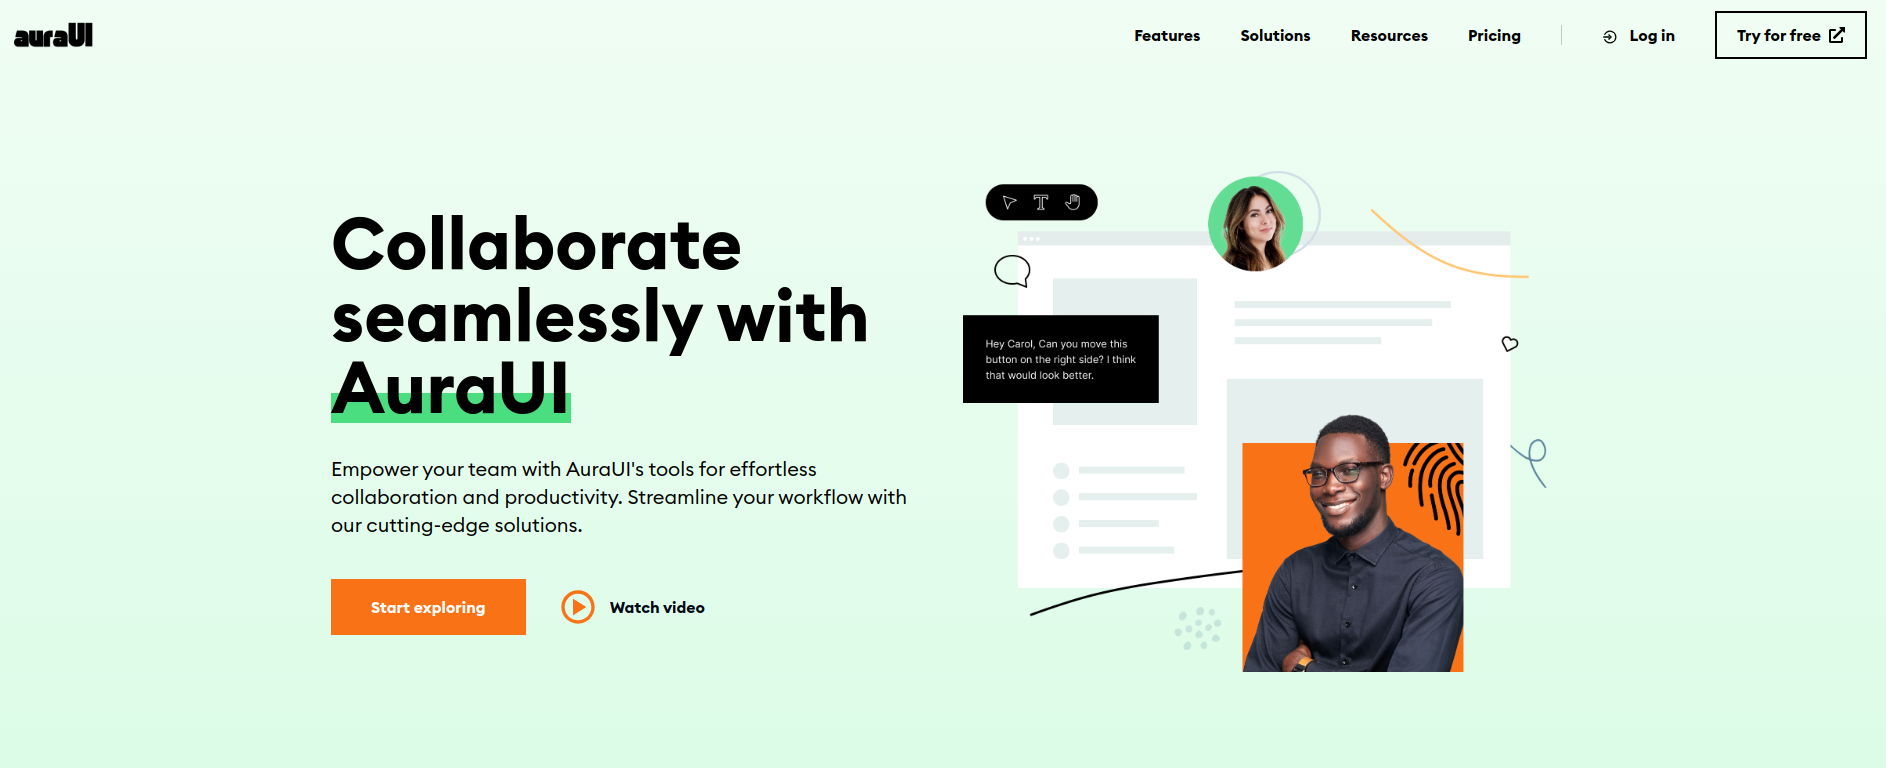 auraUI
Features
Solutions
Resources
Pricing
Log in
Try for free
Collaborate
seamlessly with
AuraUI
Empower your team with AuraUI's tools for effortless
collaboration and productivity. Streamline your workflow with
our cutting-edge solutions.
Start exploring
Watch video
T
Hey Carol, Can you move this
button on the right side? I think
that would look better.